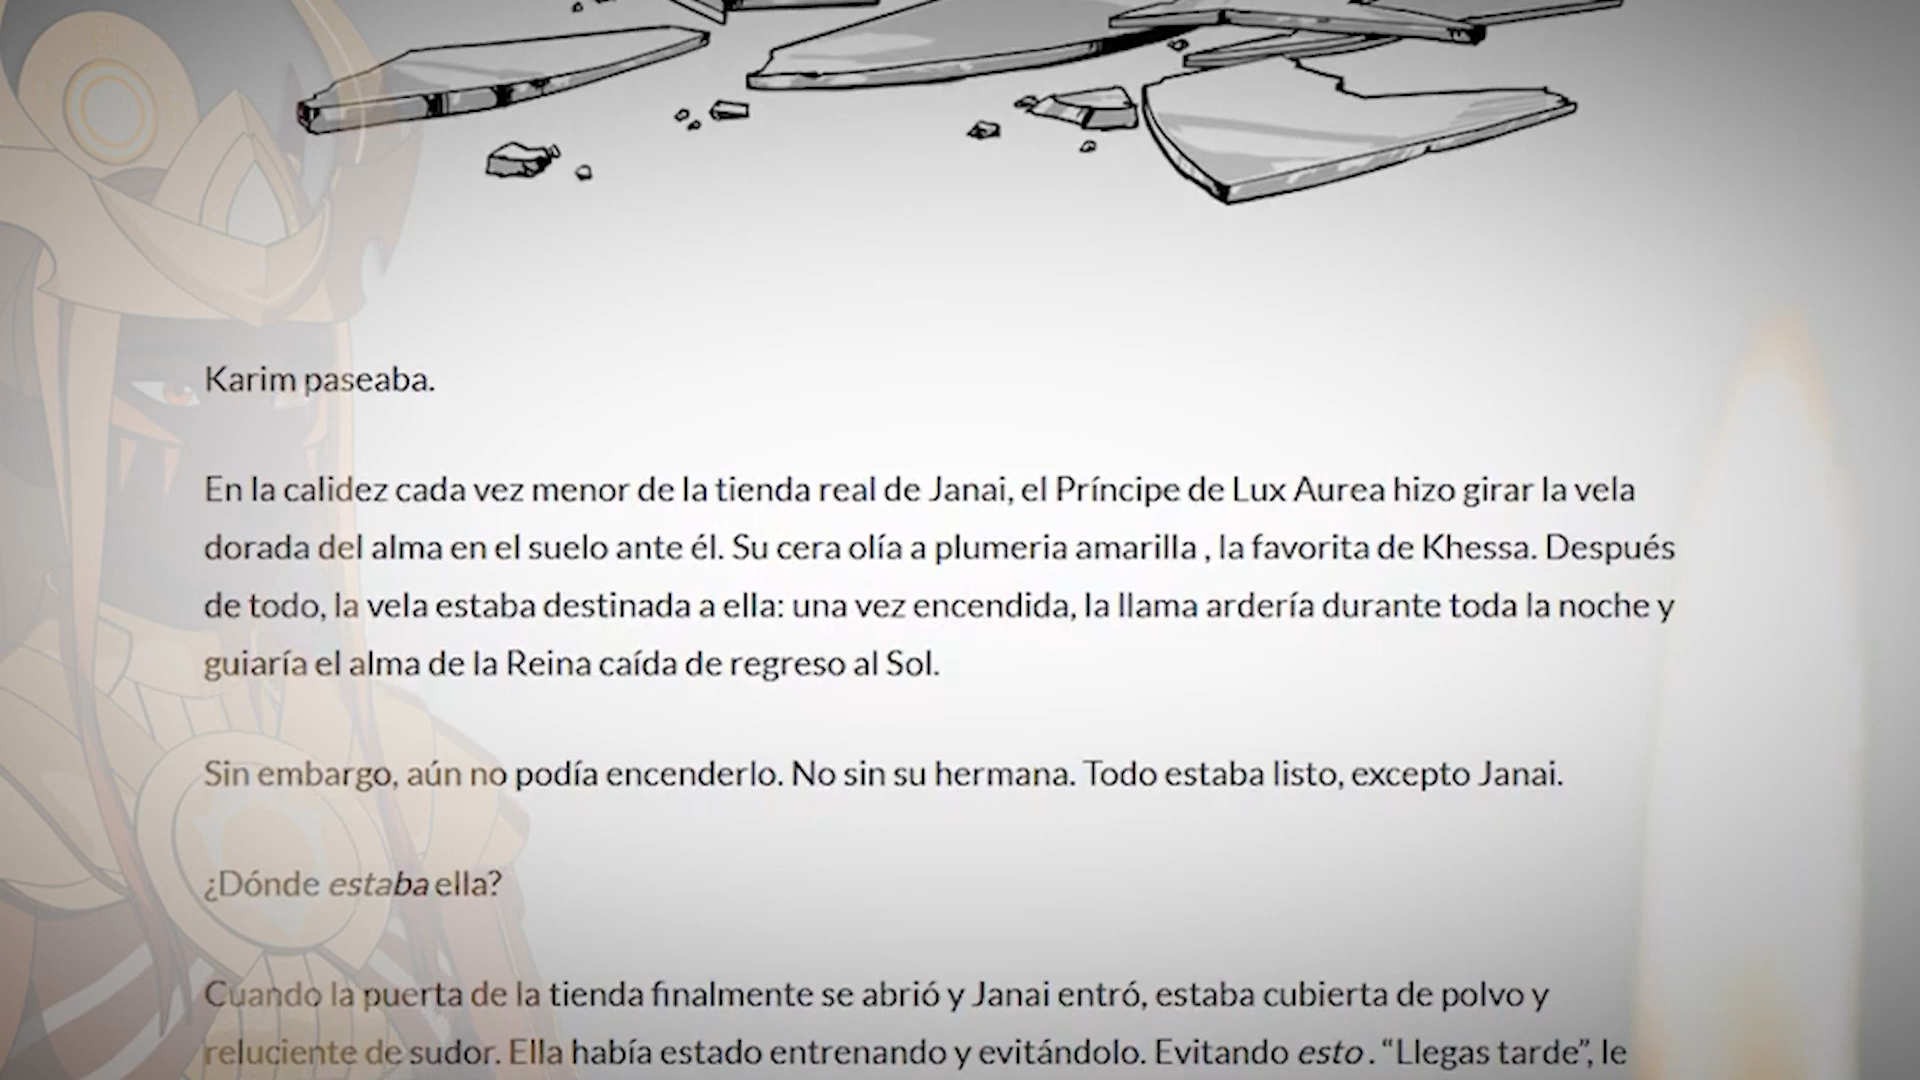 Karim paseaba.
En la calidez cada vez menor de la tienda real de Janai, el Príncipe de Lux Aurea hizo girar la vela
dorada del alma en el suelo ante él. Su cera olía a plumeria amarilla , la favorita de Khessa. Después
de todo, la vela estaba destinada a ella: una vez encendida, la llama ardería durante toda la noche y
guiaría el alma de la Reina caída de regreso al Sol.
Sin embargo, aún no podía encenderlo. No sin su hermana. Todo estaba listo, excepto Janai.
¿Dónde estaba ella?
Cuando la puerta de la tienda finalmente se abrió y Janai entró, estaba cubierta de polvo y
reluciente de sudor. Ella había estado entrenando y evitándolo. Evitando esto . “Llegas tarde”, le